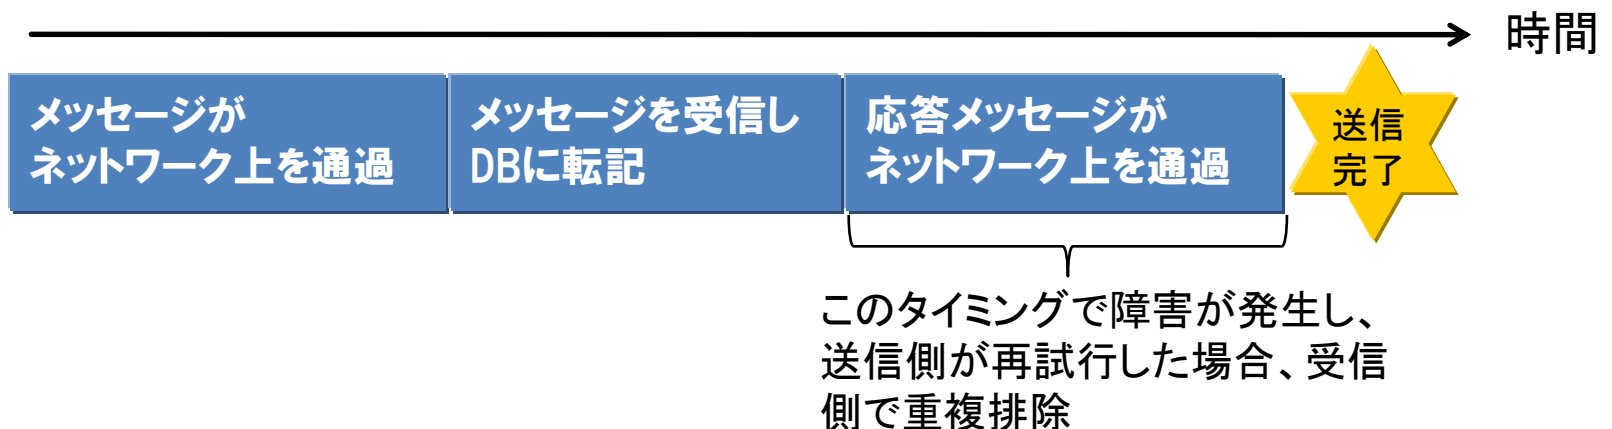 時間
メッセージが
ネットワーク上を通過
メッセージを受信し
DBに転記
応答メッセージが
ネットワーク上を通過
送信
完了
このタイミングで障害が発生し、
送信側が再試行した場合、受信
側で重複排除